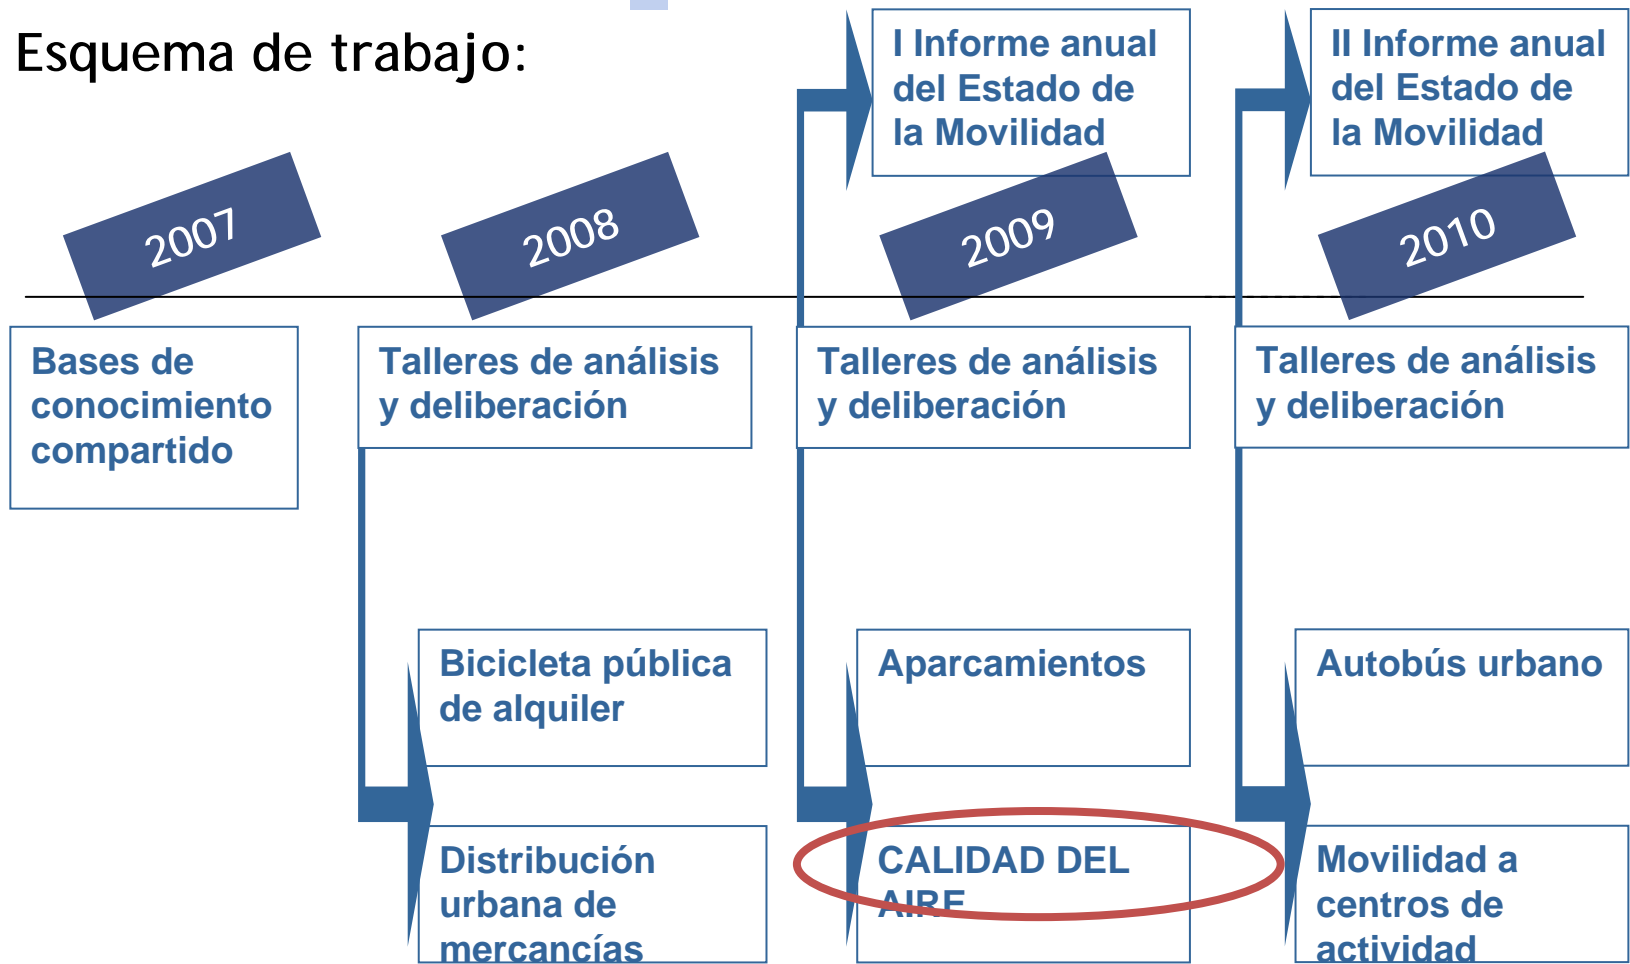 Esquema de trabajo:
I Informe anual
del Estado de
la Movilidad
II Informe anual
del Estado de
la Movilidad
2007
2008
2009
2010
Bases de
conocimiento
compartido
Talleres de análisis
y deliberación
Talleres de análisis
y deliberación
Talleres de análisis
y deliberación
Bicicleta pública
de alquiler
Aparcamientos
Autobús urbano
Distribución
urbana de
mercancías
CALIDAD DEL
AIRE
Movilidad a
centros de
actividad